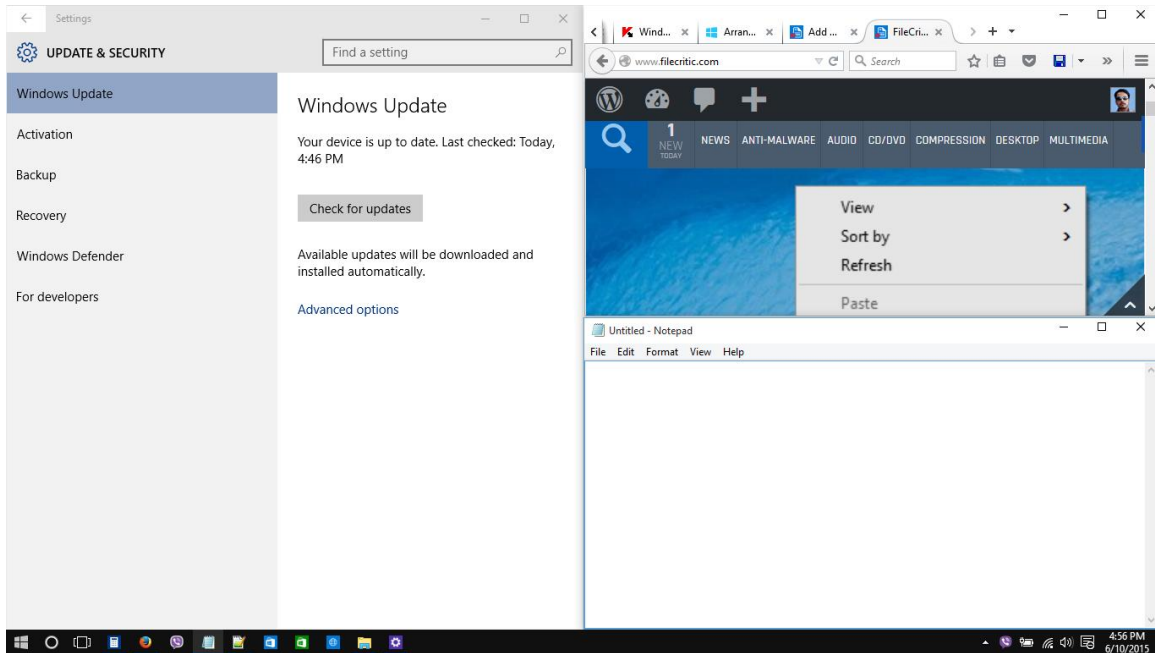 Settings
UPDATE & SECURITY
Find a setting
Windows Update
Activation
Backup
Recovery
Windows Defender
For developers
Windows Update
Your device is up to date. Last checked: Today,
4:46 PM
Check for updates
Available updates will be downloaded and
installed automatically.
Advanced options
Wind...
Arran...
Add ...
FileCri...
www.filecritic.com
Search
1
NEW
TODAY
NEWS ANTI-MALWARE AUDIO CD/DVD COMPRESSION DESKTOP MULTIMEDIA
View
Sort by
Refresh
Paste
Untitled - Notepad
File Edit Format View Help
4:56 PM
6/10/2015